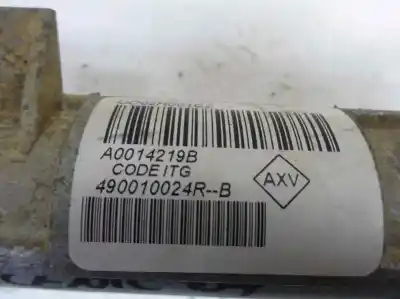 A0014219B
CODE ITG
490010024R--B
AXV